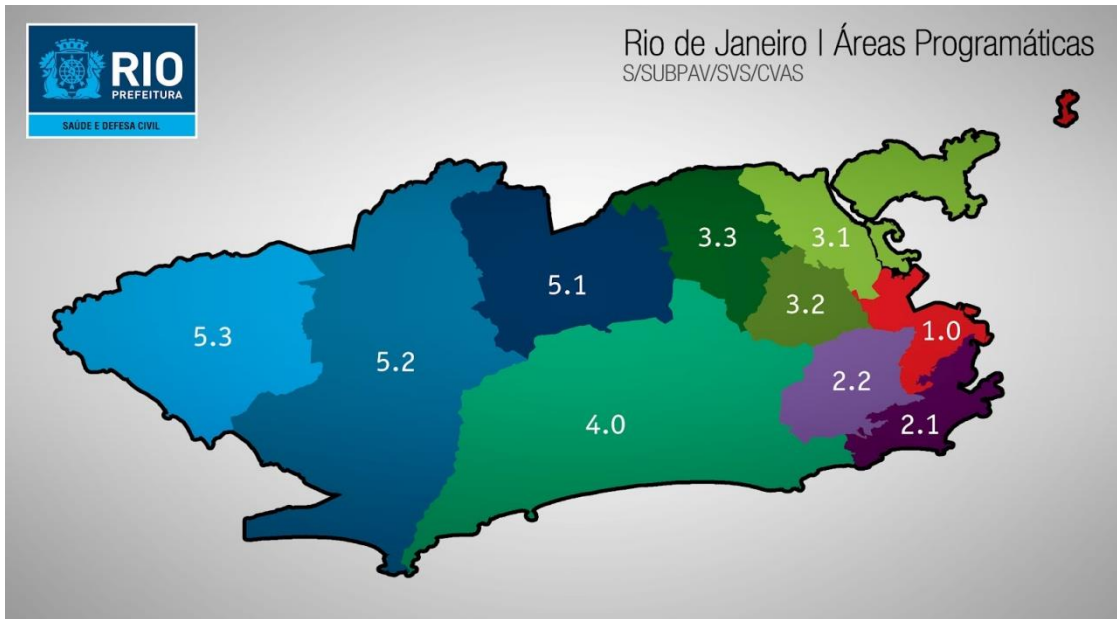 RIO
PREFEITURA
SAÚDE E DEFESA CIVIL
Rio de Janeiro | Áreas Programáticas
S/SUBPAV/SVS/CVAS
3.3
3.1
5.1
3.2
5.3
1.0
5.2
2.2
4.0
2.1